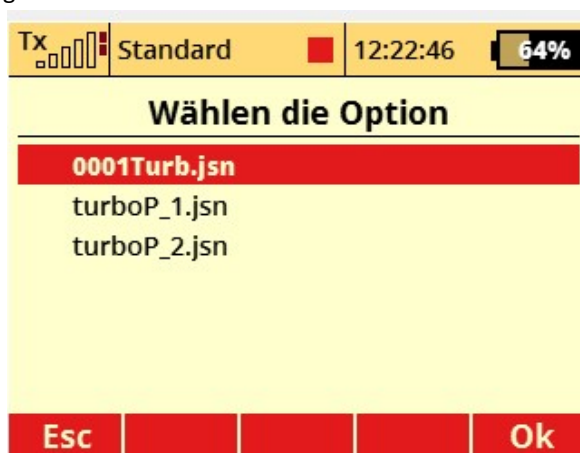 Tx Standard 12:22:46 64%
Wählen die Option
0001Turb.jsn
turboP_1.jsn
turboP_2.jsn
Esc Ok